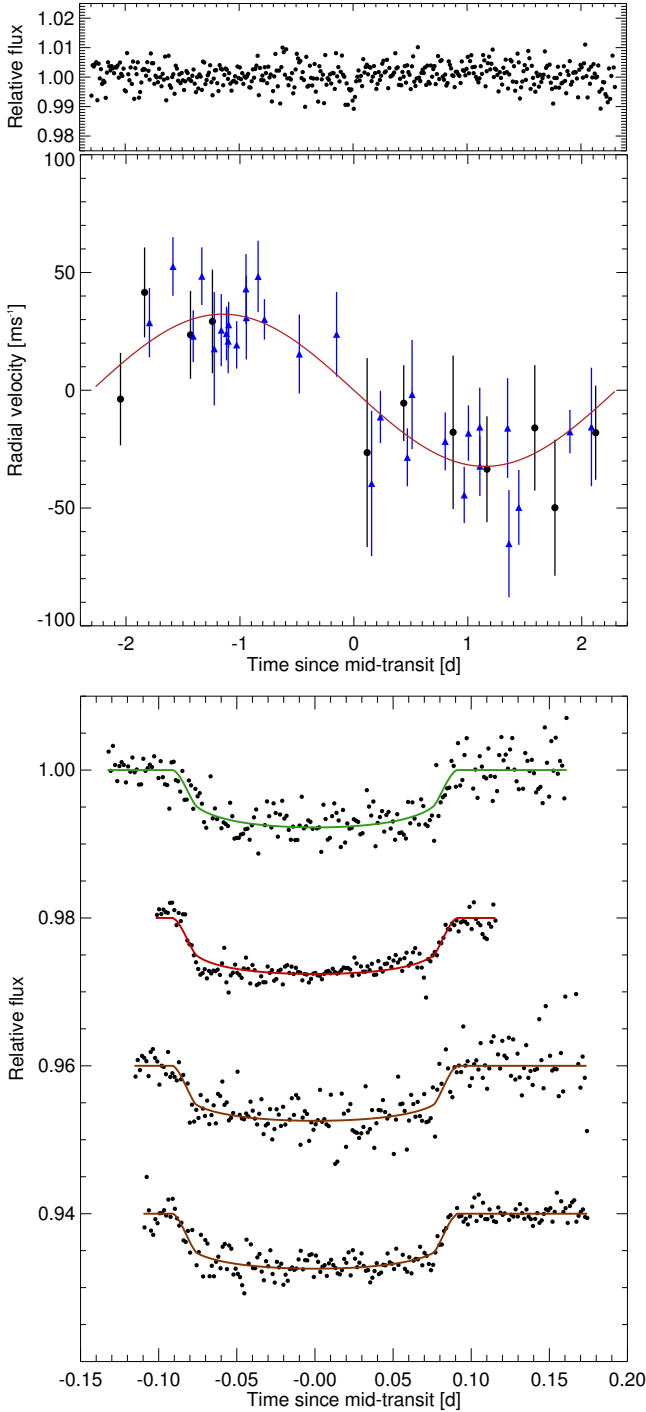 1.02
1.01
1.00
0.99
0.98
Relative flux
100
50
0
-50
-100
Radial velocity [ms⁻¹]
-2 -1 0 1 2
Time since mid-transit [d]
1.00
0.98
0.96
0.94
Relative flux
-0.15 -0.10 -0.05 -0.00 0.05 0.10 0.15 0.20
Time since mid-transit [d]